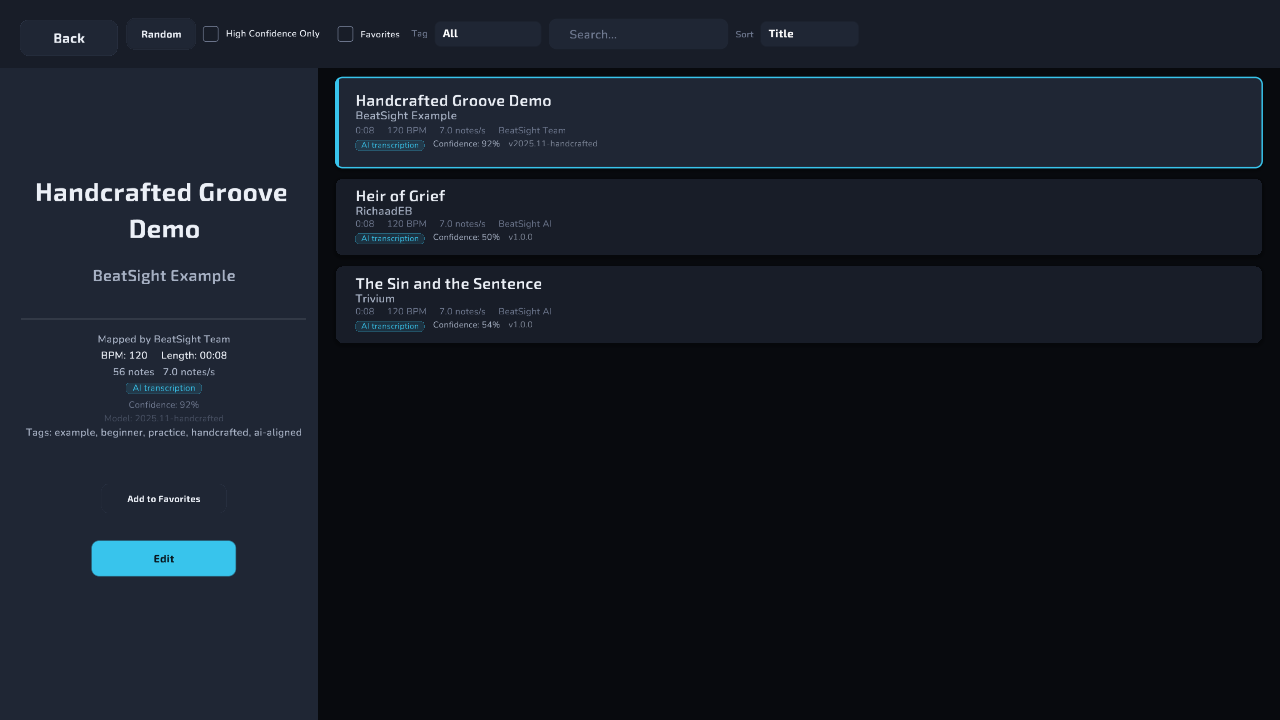 Back
Random
High Confidence Only
Favorites
Tag
All
Search...
Sort
Title
Handcrafted Groove
Demo
BeatSight Example
Mapped by BeatSight Team
BPM: 120 Length: 00:08
56 notes 7.0 notes/s
AI transcription
Confidence: 92%
Model: 2025.11-handcrafted
Tags: example, beginner, practice, handcrafted, ai-aligned
Add to Favorites
Edit
Handcrafted Groove Demo
BeatSight Example
0:08 120 BPM 7.0 notes/s BeatSight Team
AI transcription Confidence: 92% v2025.11-handcrafted
Heir of Grief
RichaadEB
0:08 120 BPM 7.0 notes/s BeatSight AI
AI transcription Confidence: 50% v1.0.0
The Sin and the Sentence
Trivium
0:08 120 BPM 7.0 notes/s BeatSight AI
AI transcription Confidence: 54% v1.0.0